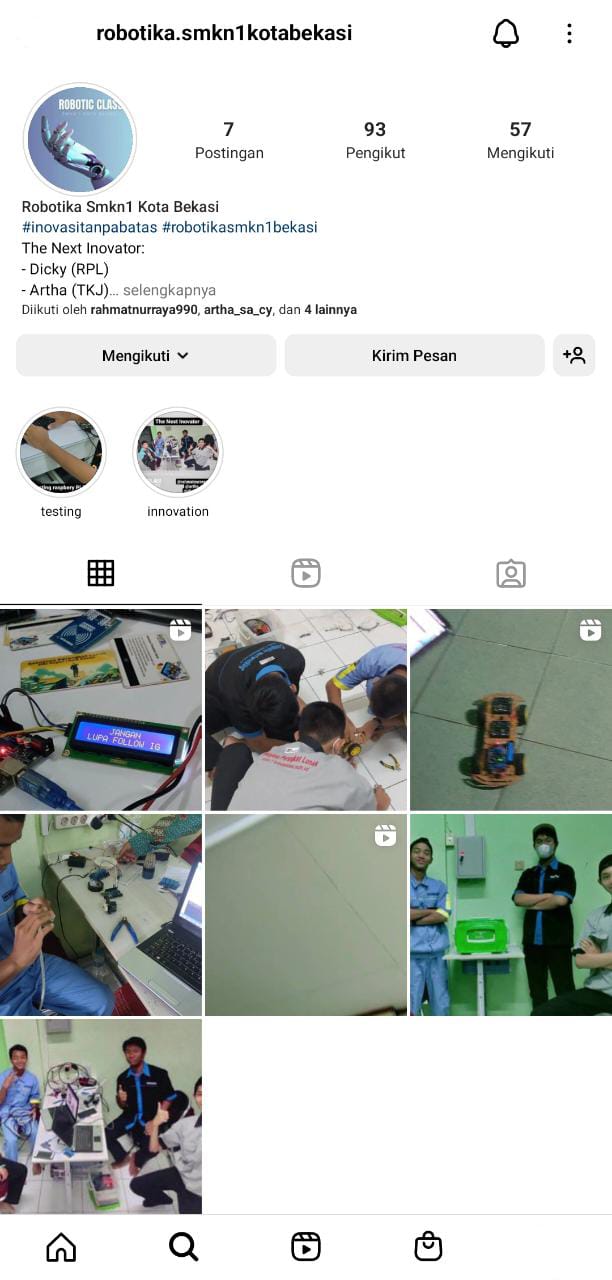 robotika.smkn1kotabekasi
ROBOTIC CLASS
7 93 57
Postingan Pengikut Mengikuti
Robotika Smkn1 Kota Bekasi
#inovasitanpabatas #robotikasmkn1bekasi
The Next Inovator:
- Dicky (RPL)
- Artha (TKJ)… selengkapnya
Diikuti oleh rahmatnurraya990, artha_sa_cy, dan 4 lainnya
Mengikuti Kirim Pesan
The Next Inovator
testing innovation
JANGAN
LUPA FOLLOW IG